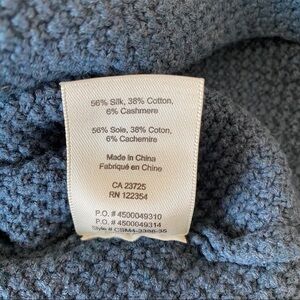 56% Silk, 38% Cotton,
6% Cashmere
56% Soie, 38% Coton,
6% Cachemire
Made in China
Fabriqué en Chine
CA 23725
RN 122354
P.O. # 4500049310
P.O. # 4500049314
Style #